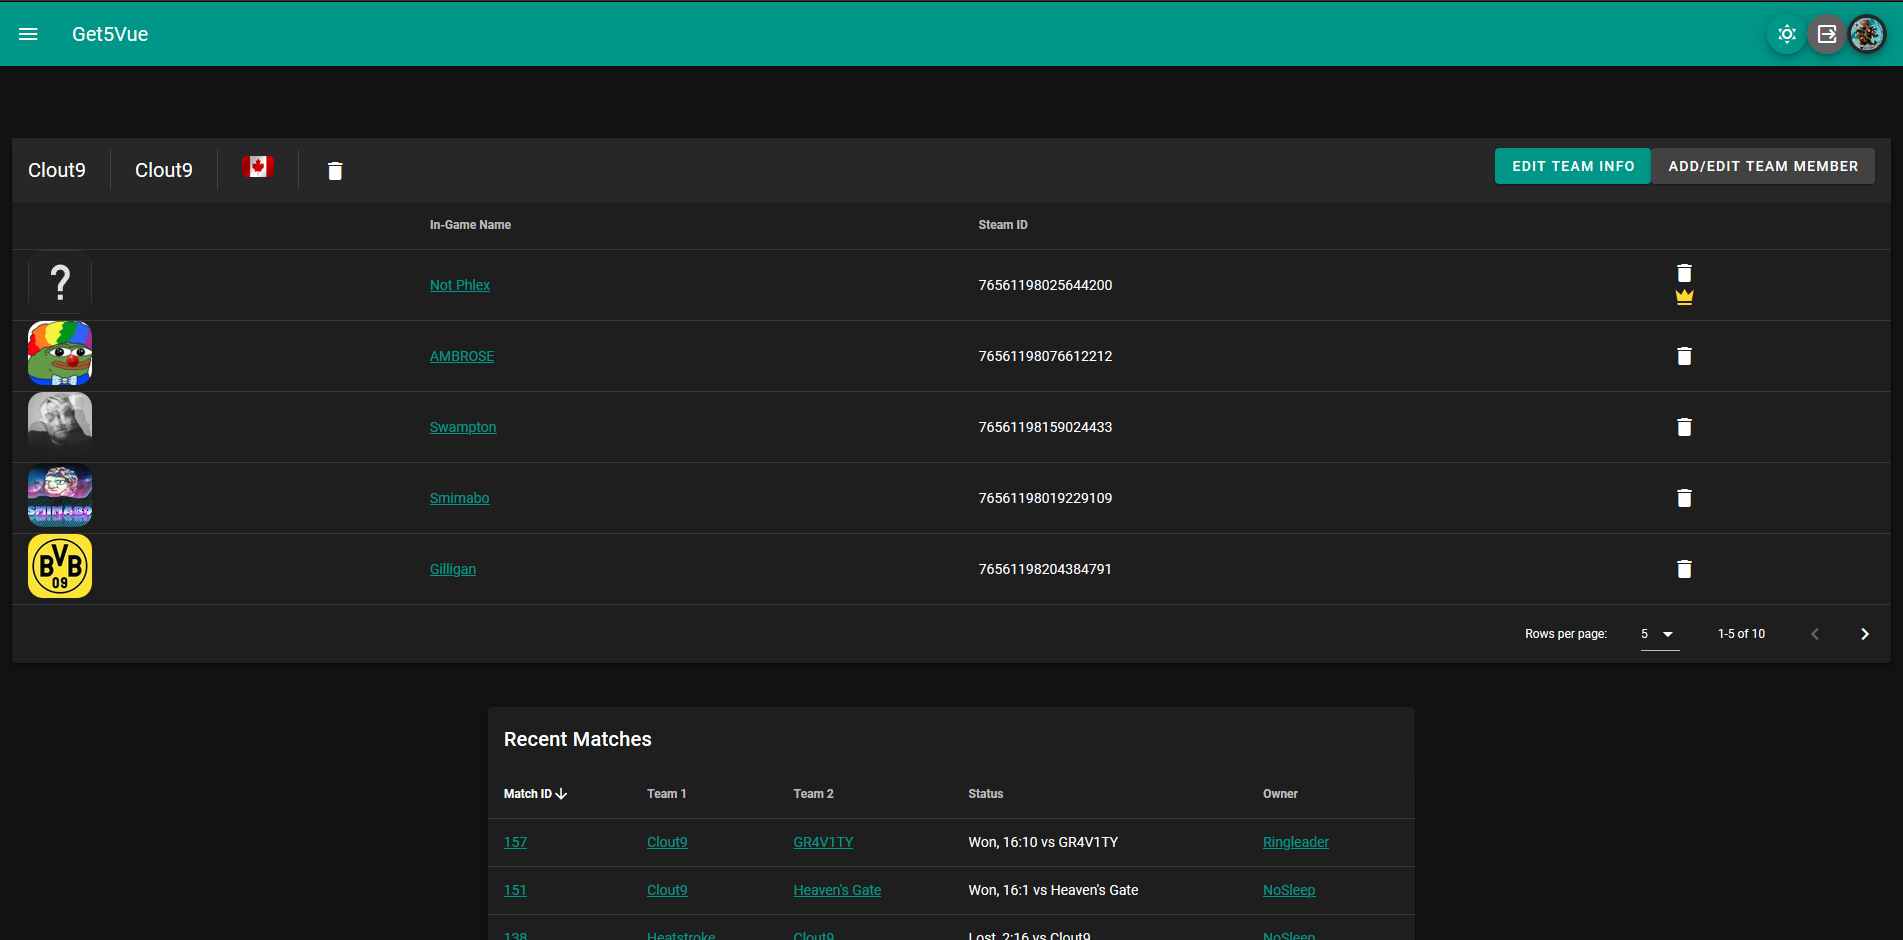 Get5Vue
Clout9 Clout9 EDIT TEAM INFO ADD/EDIT TEAM MEMBER
In-Game Name Steam ID
? Not Phlex 76561198025644200
AMBROSE 76561198076612212
Swampton 76561198159024433
SMIMABO Smimabo 76561198019229109
BVB 09 Gilligan 76561198204384791
Rows per page: 5 1-5 of 10
Recent Matches
Match ID Team 1 Team 2 Status Owner
157 Clout9 GR4V1TY Won, 16:10 vs GR4V1TY Ringleader
151 Clout9 Heaven's Gate Won, 16:1 vs Heaven's Gate NoSleep
138 Heatstroke Clout9 Lost, 2:16 vs Clout9 NoSleep